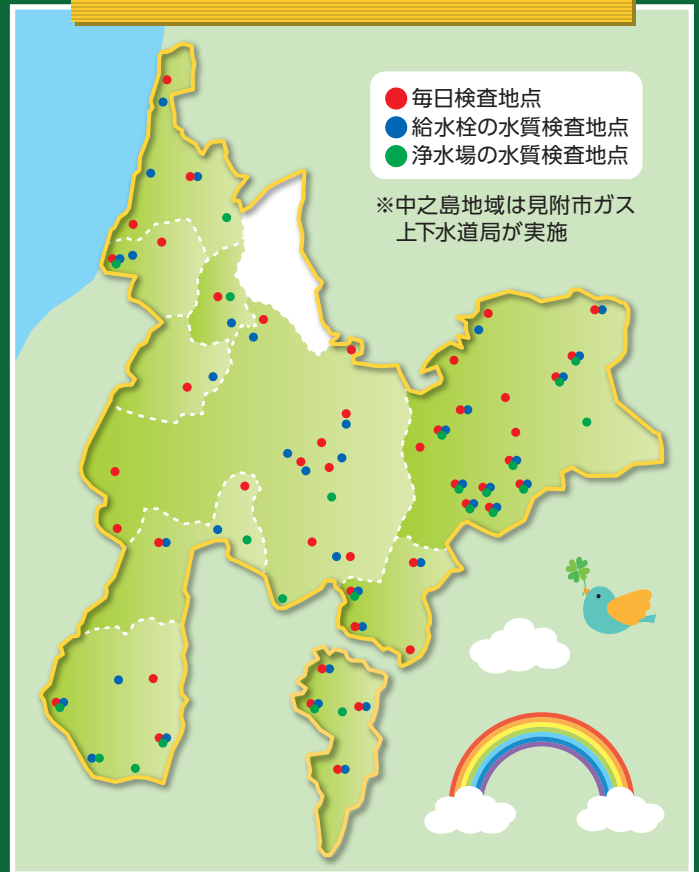 毎日検査地点
給水栓の水質検査地点
浄水場の水質検査地点
※中之島地域は見附市ガス
上下水道局が実施